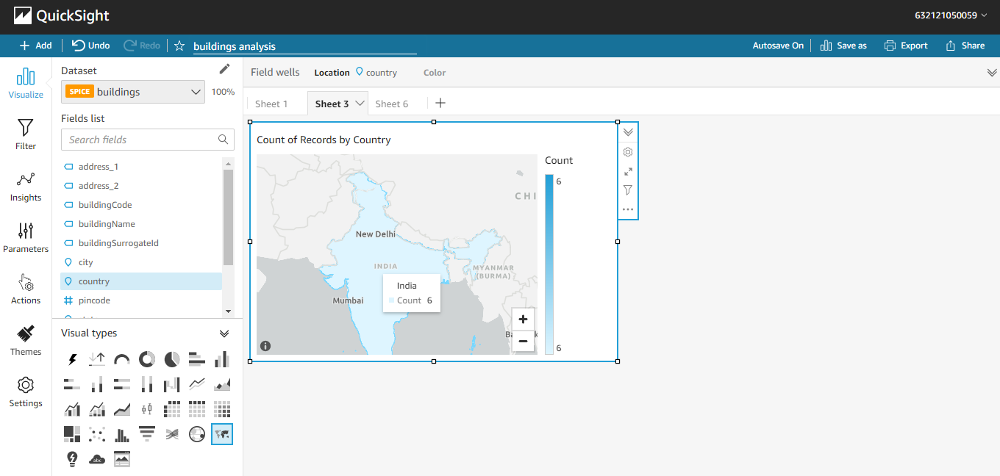 QuickSight
632121050059
Add
Undo
Redo
buildings analysis
Autosave On
Save as
Export
Share
Visualize
Filter
Insights
Parameters
Actions
Themes
Settings
Dataset
SPICE buildings
100%
Fields list
Search fields
address_1
address_2
buildingCode
buildingName
buildingSurrogateId
city
country
pincode
Visual types
abc
Field wells
Location country
Color
Sheet 1
Sheet 3
Sheet 6
Count of Records by Country
CHI
New Delhi
INDIA
MYANMAR
(BURMA)
Mumbai
India
Count 6
Count
6
6